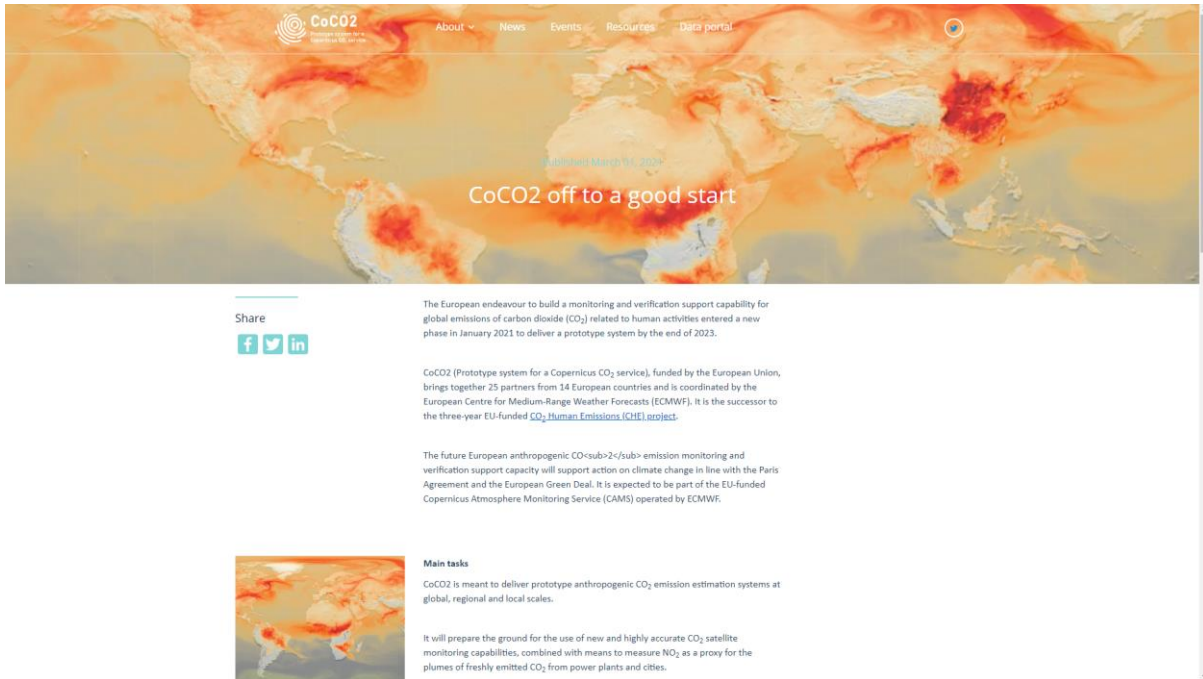 CoCO2
Prototype system for a
Copernicus CO₂ service
About
News
Events
Resources
Data portal
Published March 01, 2021
CoCO2 off to a good start
Share
The European endeavour to build a monitoring and verification support capability for
global emissions of carbon dioxide (CO₂) related to human activities entered a new
phase in January 2021 to deliver a prototype system by the end of 2023.
CoCO2 (Prototype system for a Copernicus CO₂ service), funded by the European Union,
brings together 25 partners from 14 European countries and is coordinated by the
European Centre for Medium-Range Weather Forecasts (ECMWF). It is the successor to
the three-year EU-funded CO₂ Human Emissions (CHE) project.
The future European anthropogenic CO<sub>2</sub> emission monitoring and
verification support capacity will support action on climate change in line with the Paris
Agreement and the European Green Deal. It is expected to be part of the EU-funded
Copernicus Atmosphere Monitoring Service (CAMS) operated by ECMWF.
Main tasks
CoCO2 is meant to deliver prototype anthropogenic CO₂ emission estimation systems at
global, regional and local scales.
It will prepare the ground for the use of new and highly accurate CO₂ satellite
monitoring capabilities, combined with means to measure NO₂ as a proxy for the
plumes of freshly emitted CO₂ from power plants and cities.